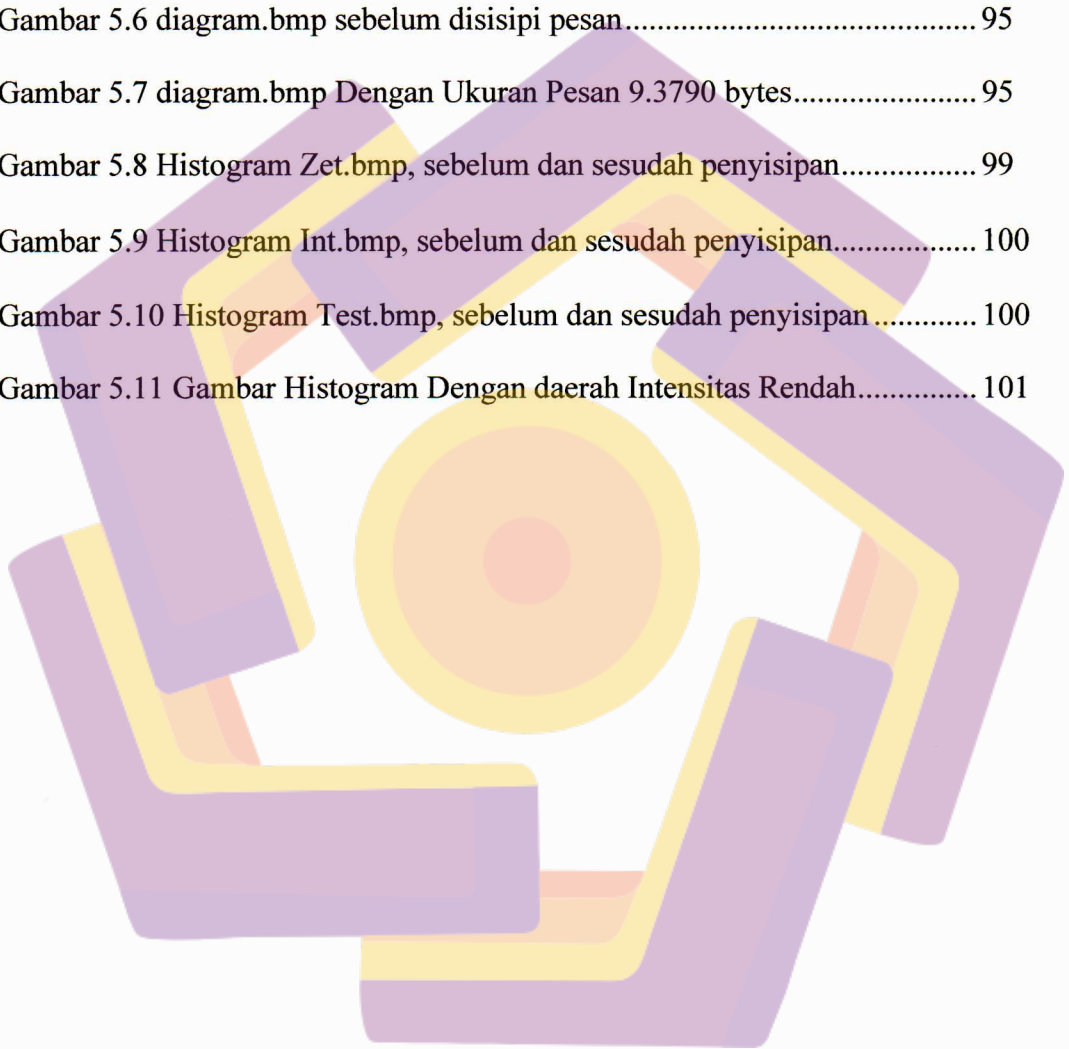 Gambar 5.6 diagram.bmp sebelum disisipi pesan............................................ 95
Gambar 5.7 diagram.bmp Dengan Ukuran Pesan 9.3790 bytes....................... 95
Gambar 5.8 Histogram Zet.bmp, sebelum dan sesudah penyisipan................. 99
Gambar 5.9 Histogram Int.bmp, sebelum dan sesudah penyisipan.................. 100
Gambar 5.10 Histogram Test.bmp, sebelum dan sesudah penyisipan............. 100
Gambar 5.11 Gambar Histogram Dengan daerah Intensitas Rendah............... 101